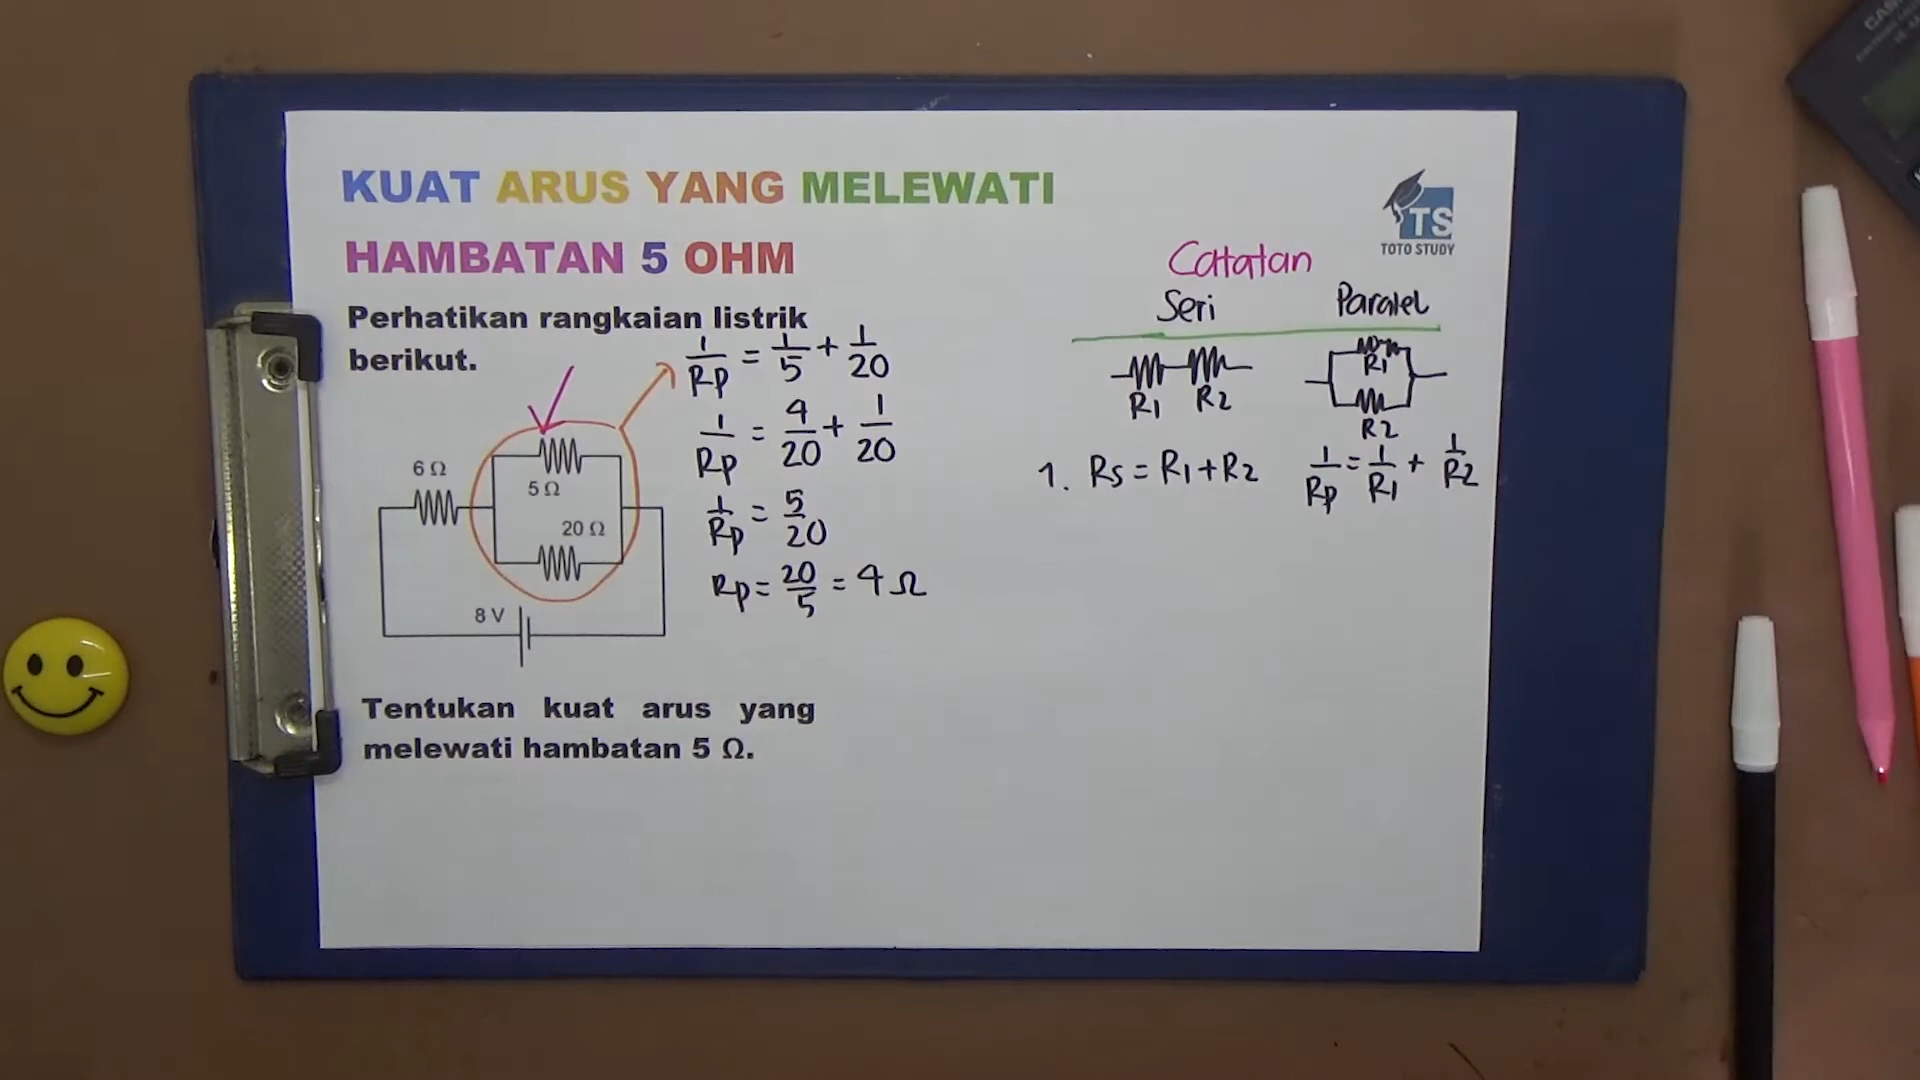 KUAT ARUS YANG MELEWATI
HAMBATAN 5 OHM
TS
TOTO STUDY
Perhatikan rangkaian listrik
berikut.
6 Ω
5 Ω
20 Ω
8 V
1/Rp = 1/5 + 1/20
1/Rp = 4/20 + 1/20
1/Rp = 5/20
Rp = 20/5 = 4 Ω
Tentukan kuat arus yang
melewati hambatan 5 Ω.
Catatan
Seri Paralel
R1 R2
R1
R2
1. Rs = R1 + R2 1/Rp = 1/R1 + 1/R2